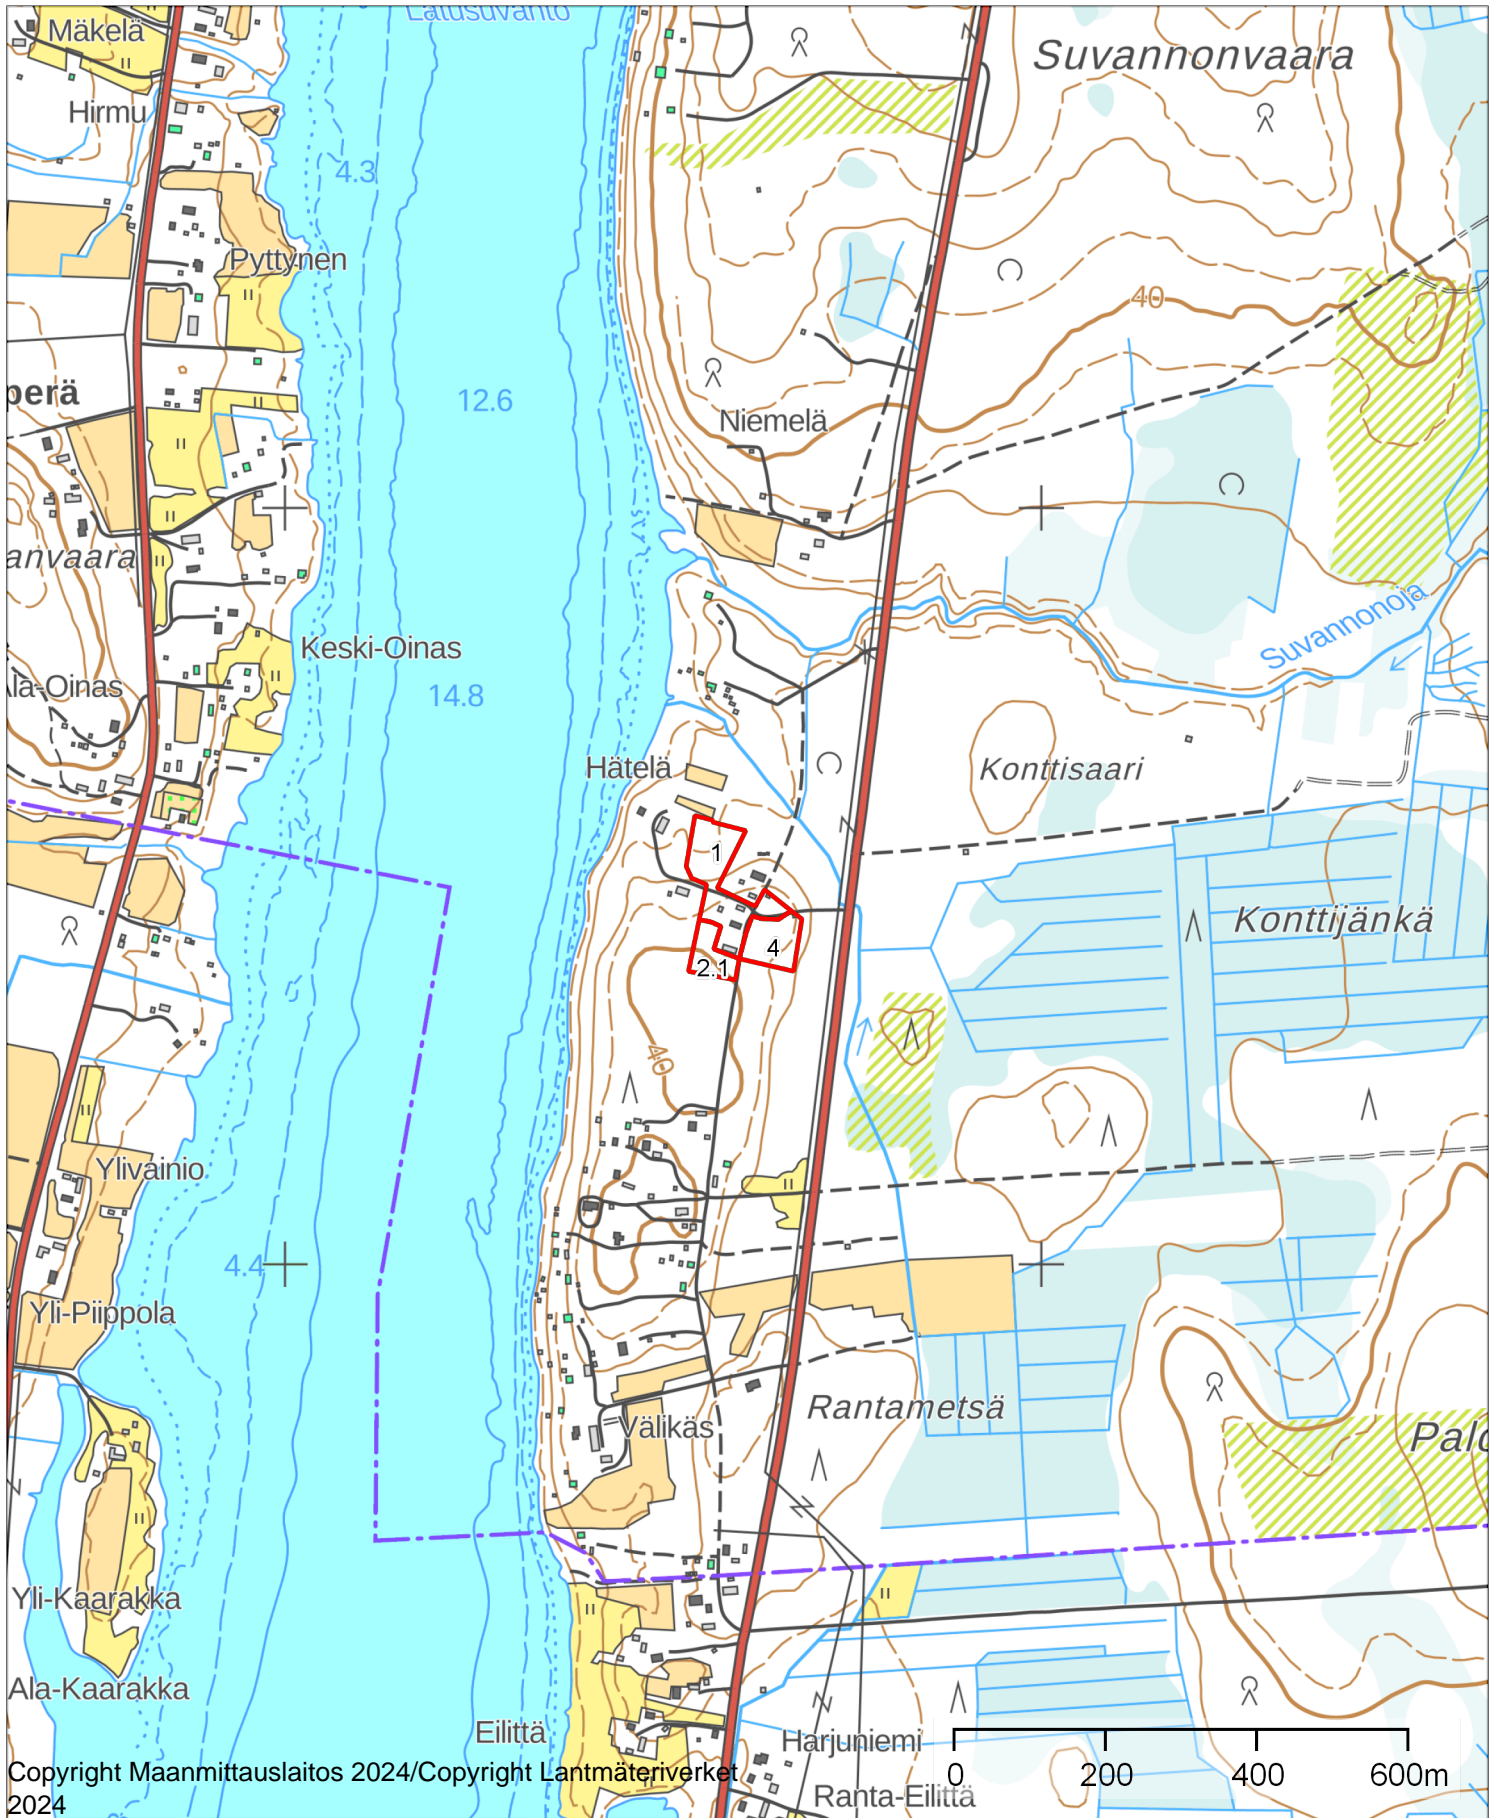 Latusuvanto
Mäkelä
Suvannonvaara
Hirmu
4.3
Pyttynen
40
12.6
perä
Niemelä
anvaara
Suvannonoja
Keski-Oinas
Ala-Oinas
14.8
Hätelä
Konttisaari
1
Konttijänkä
4
2.1
40
Ylivainio
4.4
Yli-Piippola
Rantametsä
Välikäs
Palo
Yli-Kaarakka
Ala-Kaarakka
Eilittä
Harjuniemi
Copyright Maanmittauslaitos 2024/Copyright Lantmäteriverket
2024
0 200 400 600m
Ranta-Eilittä